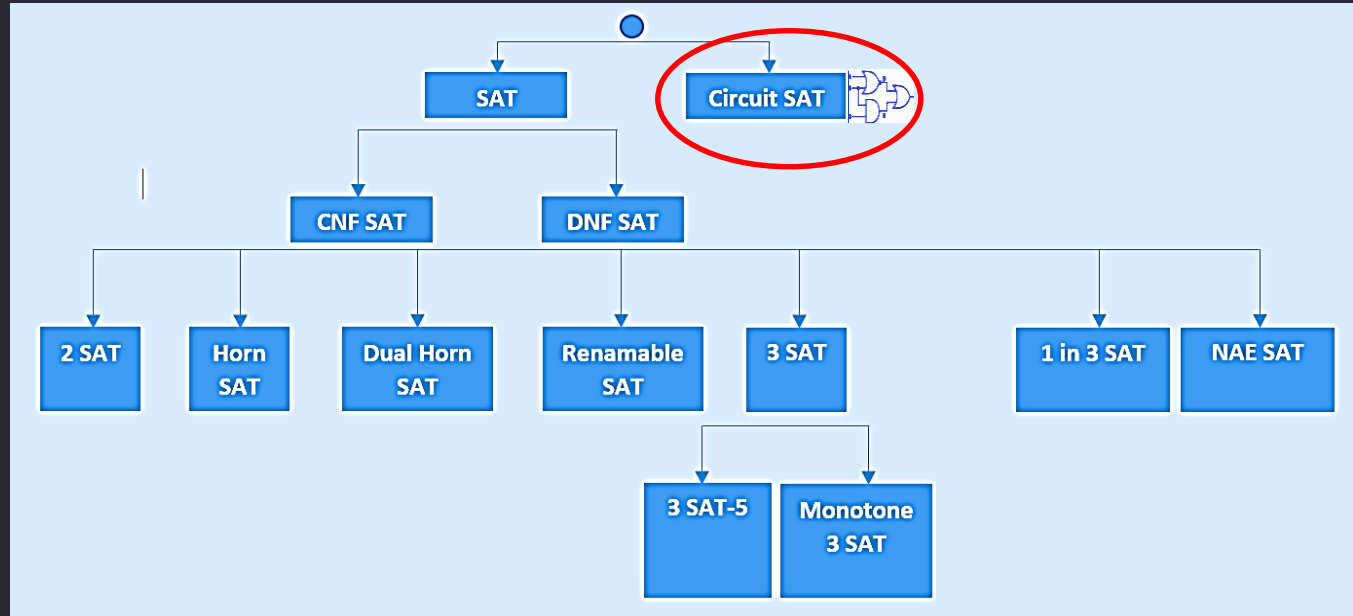 SAT
Circuit SAT
CNF SAT
DNF SAT
2 SAT
Horn
SAT
Dual Horn
SAT
Renamable
SAT
3 SAT
1 in 3 SAT
NAE SAT
3 SAT-5
Monotone
3 SAT